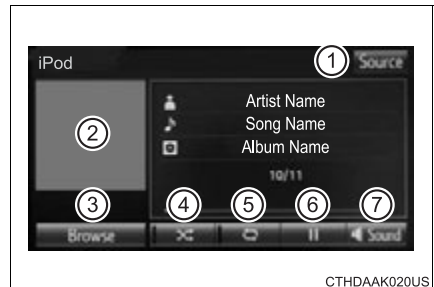 iPod
1 Source
Artist Name
2 Song Name
Album Name
10/11
3 4 5 6 7
Browse Sound
CTHDAAK020US